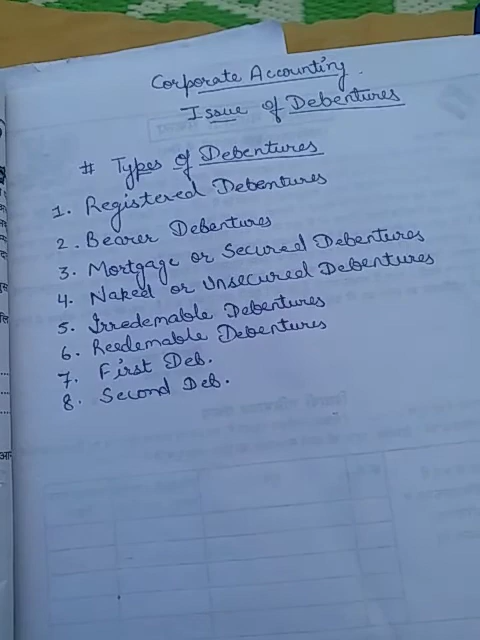 Corporate Accounting.
Issue of Debentures
# Types of Debentures
1. Registered Debentures
2. Bearer Debentures
3. Mortgage or Secured Debentures
4. Naked or Unsecured Debentures
5. Irredemable Debentures
6. Reedemable Debentures
7. First Deb.
8. Second Deb.